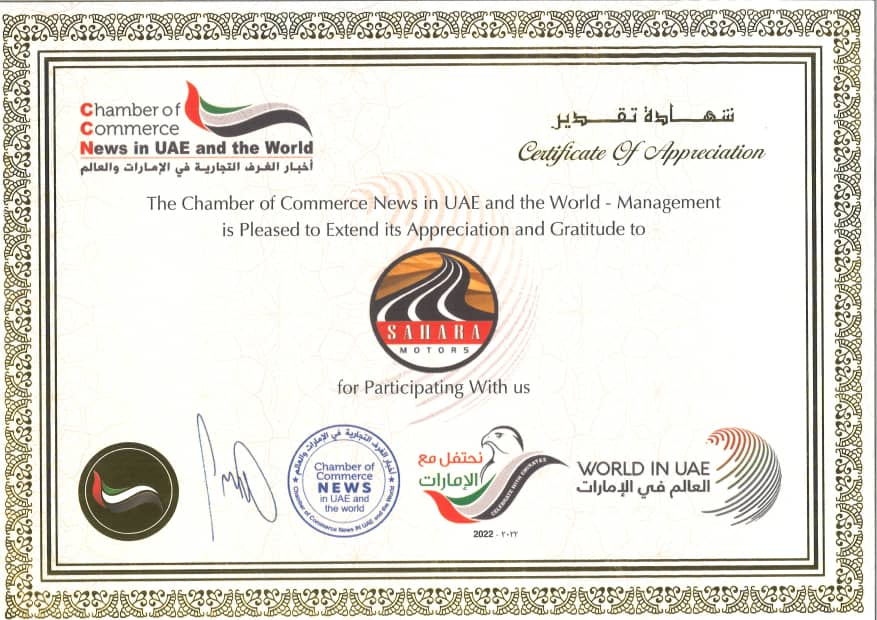 Chamber of
Commerce
News in UAE and the World
أخبار الغرف التجارية في الإمارات والعالم
شهادة تقدير
Certificate Of Appreciation
The Chamber of Commerce News in UAE and the World - Management
is Pleased to Extend its Appreciation and Gratitude to
SAHARA
MOTORS
for Participating With us
أخبار الغرف التجارية في الإمارات والعالم
Chamber of
Commerce
NEWS
in UAE and
the world
Chamber of Commerce News IN UAE and the World
نحتفل مع
الإمارات
CELEBRATE WITH EMIRATES
2022 - ٢٠٢٢
WORLD IN UAE
العالم في الإمارات